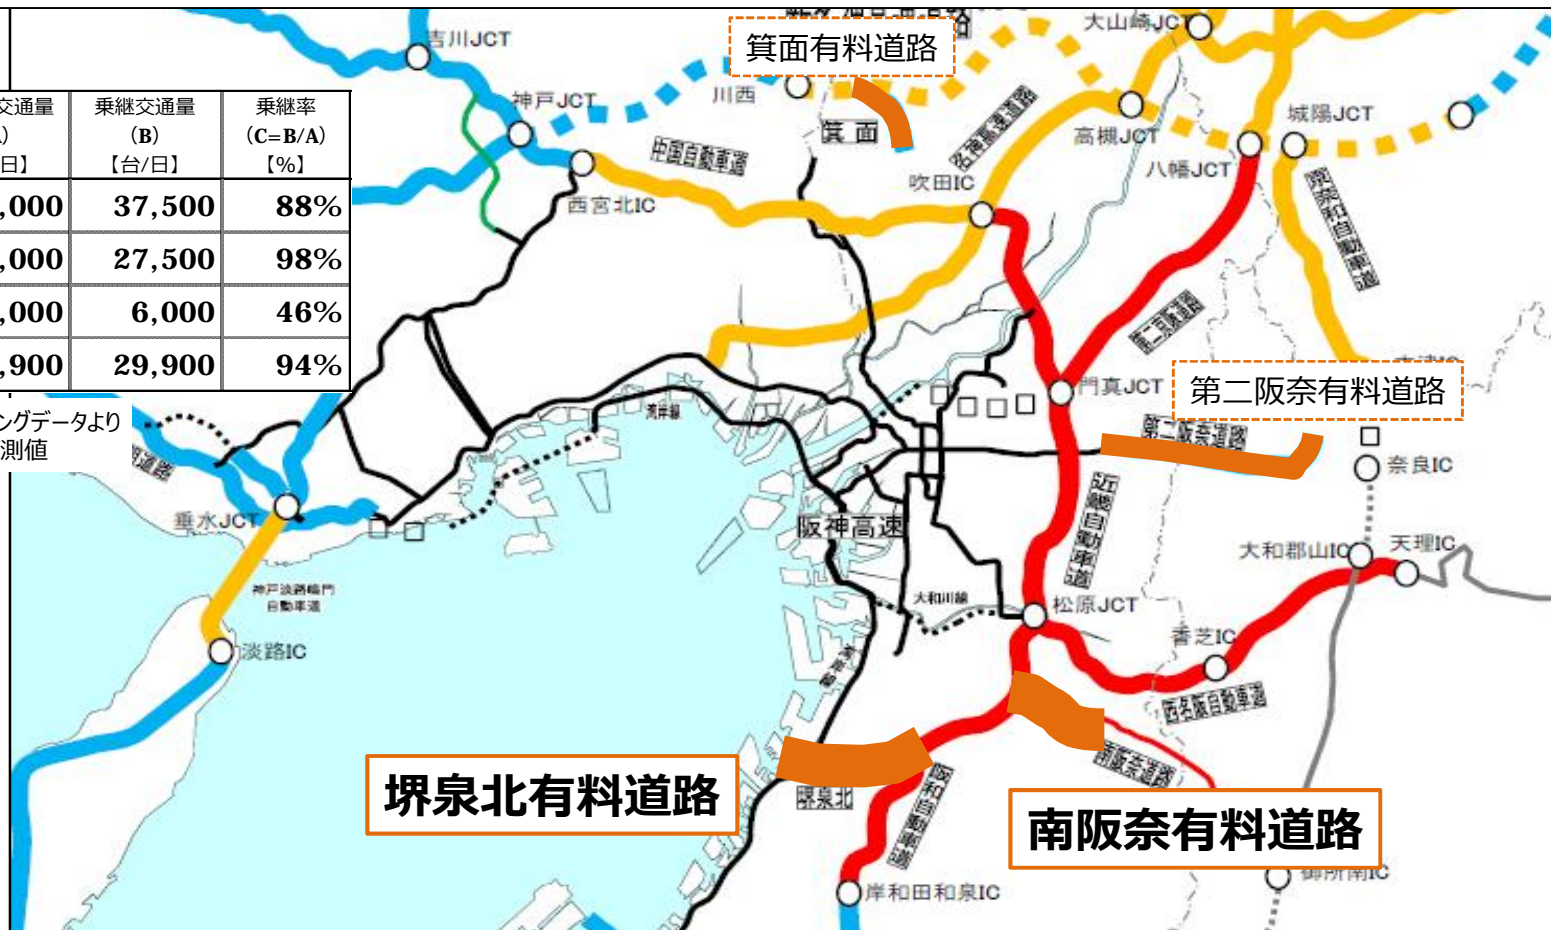 吉川JCT
大山崎JCT
箕面有料道路
交通量
乗継交通量
乗継率
(B)
(C=B/A)
日】
【台/日】
【%】
,000
37,500
88%
,000
27,500
98%
,000
6,000
46%
,900
29,900
94%
ングデータより
測値
神戸JCT
川西
箕面
中国自動車道
名神高速道路
高槻JCT
城陽JCT
八幡JCT
西宮北IC
吹田IC
第二京阪道路
門真JCT
第二阪奈有料道路
第二阪奈道路
湾岸線
奈良IC
垂水JCT
阪神高速
近畿自動車道
大和郡山IC
天理IC
神戸淡路鳴門
自動車道
大和川線
松原JCT
香芝IC
淡路IC
湾岸線
西名阪自動車道
南阪奈道路
堺泉北有料道路
堺泉北
阪和自動車道
南阪奈有料道路
岸和田和泉IC
御所南IC